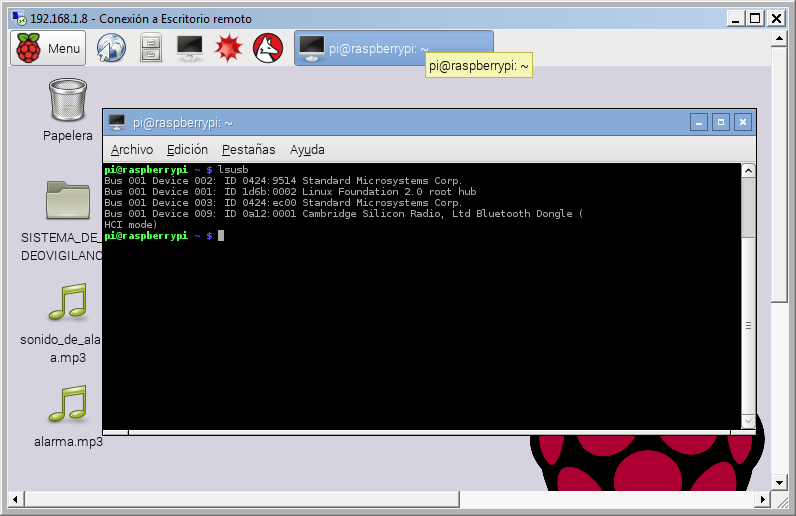 192.168.1.8 - Conexión a Escritorio remoto
Menu
pi@raspberrypi: ~
pi@raspberrypi: ~
Papelera
pi@raspberrypi: ~
Archivo Edición Pestañas Ayuda
pi@raspberrypi ~ $ lsusb
Bus 001 Device 002: ID 0424:9514 Standard Microsystems Corp.
Bus 001 Device 001: ID 1d6b:0002 Linux Foundation 2.0 root hub
Bus 001 Device 003: ID 0424:ec00 Standard Microsystems Corp.
Bus 001 Device 009: ID 0a12:0001 Cambridge Silicon Radio, Ltd Bluetooth Dongle (
HCI mode)
pi@raspberrypi ~ $
SISTEMA_DE_
DEOVIGILANC
sonido_de_ala
a.mp3
alarma.mp3